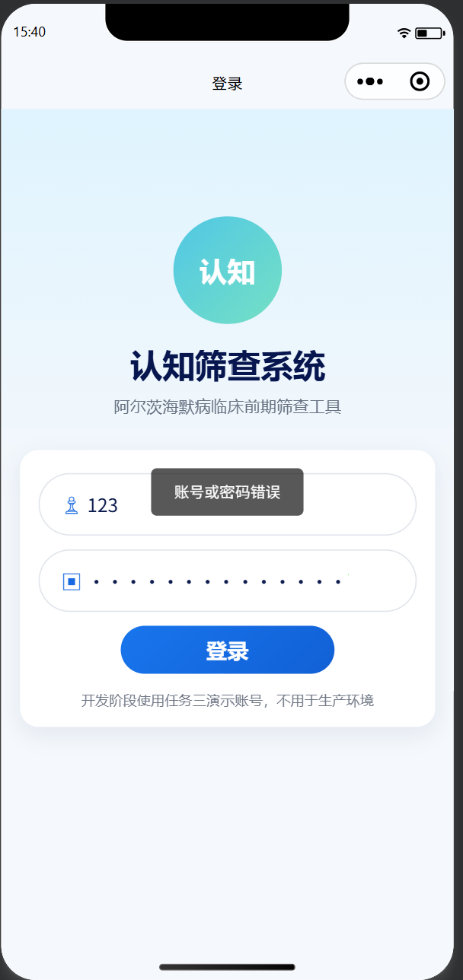 15:40
登录
认知
认知筛查系统
阿尔茨海默病临床前期筛查工具
账号或密码错误
123
登录
开发阶段使用任务三演示账号，不用于生产环境